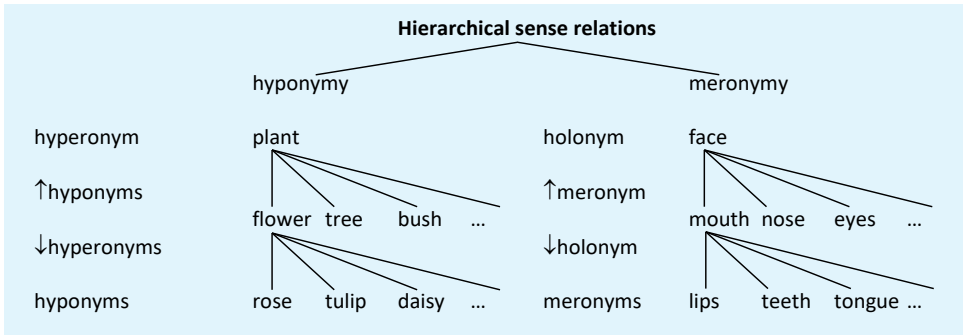 Hierarchical sense relations
hyponymy meronymy
hyperonym plant holonym face
↑hyponyms ↑meronym
flower tree bush ... mouth nose eyes ...
↓hyperonyms ↓holonym
hyponyms rose tulip daisy ... meronyms lips teeth tongue ...